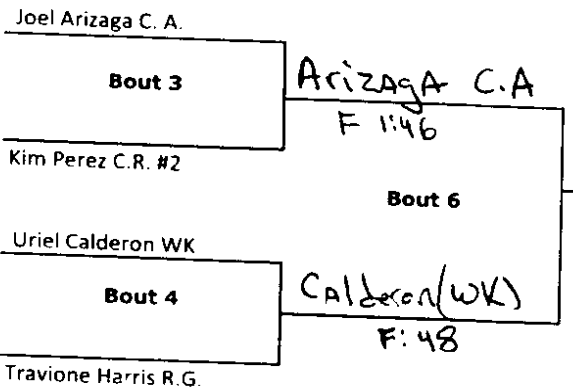 Joel Arizaga C. A.
Bout 3
ArizAgA C.A
F 1:46
Kim Perez C.R. #2
Bout 6
Uriel Calderon WK
Bout 4
CAlderon(WK)
F: 48
Travione Harris R.G.